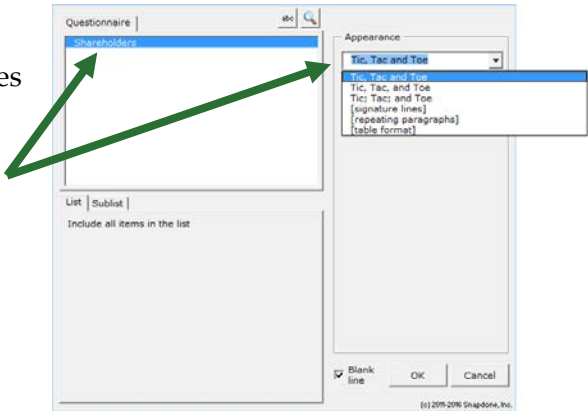 es
Questionnaire
abc
Shareholders
Appearance
Tic, Tac and Toe
Tic, Tac and Toe
Tic, Tac, and Toe
Tic; Tac; and Toe
[signature lines]
[repeating paragraphs]
[table format]
List
Sublist
Include all items in the list
Blank
line
OK
Cancel
(c) 2011-2016 Snapdone, Inc.